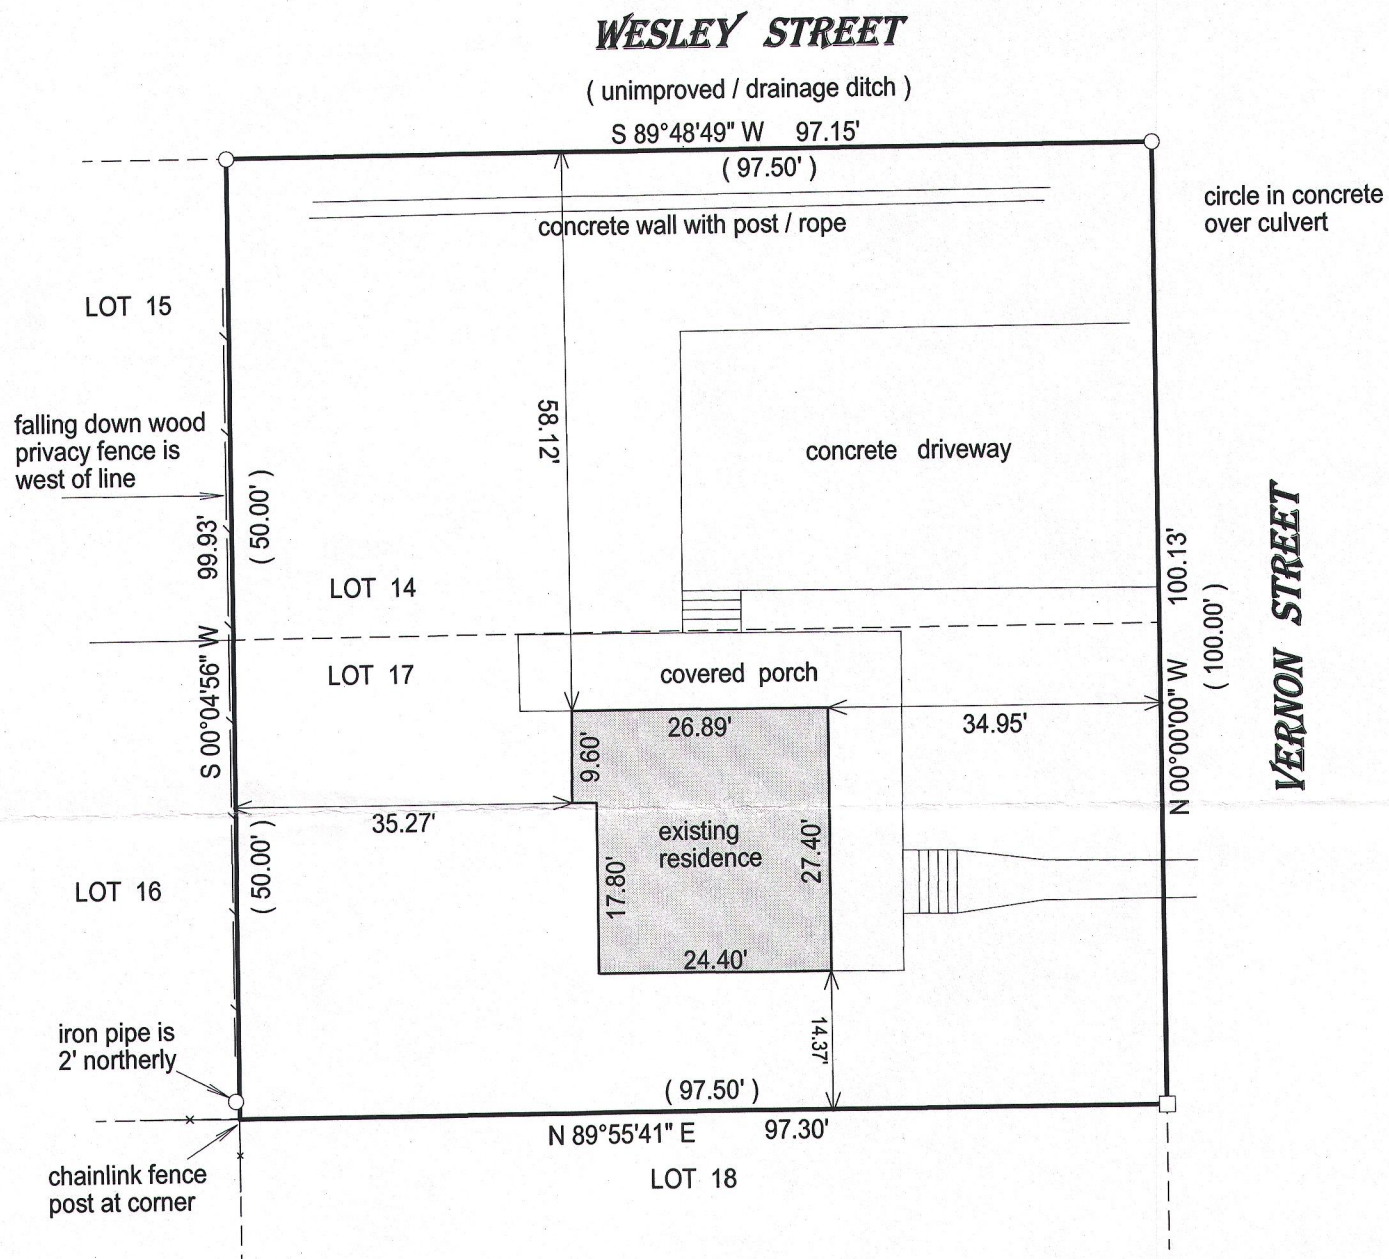 WESLEY STREET
( unimproved / drainage ditch )
S 89°48'49" W 97.15'
( 97.50' )
circle in concrete
over culvert
concrete wall with post / rope
LOT 15
falling down wood
privacy fence is
west of line
58.12'
concrete driveway
( 50.00' )
99.93'
S 00°04'56" W
LOT 14
100.13'
( 100.00' )
N 00°00'00" W
VERNON STREET
LOT 17
covered porch
26.89'
34.95'
9.60'
35.27'
existing
residence
27.40'
17.80'
LOT 16
( 50.00' )
24.40'
14.37'
iron pipe is
2' northerly
( 97.50' )
N 89°55'41" E 97.30'
chainlink fence
post at corner
LOT 18